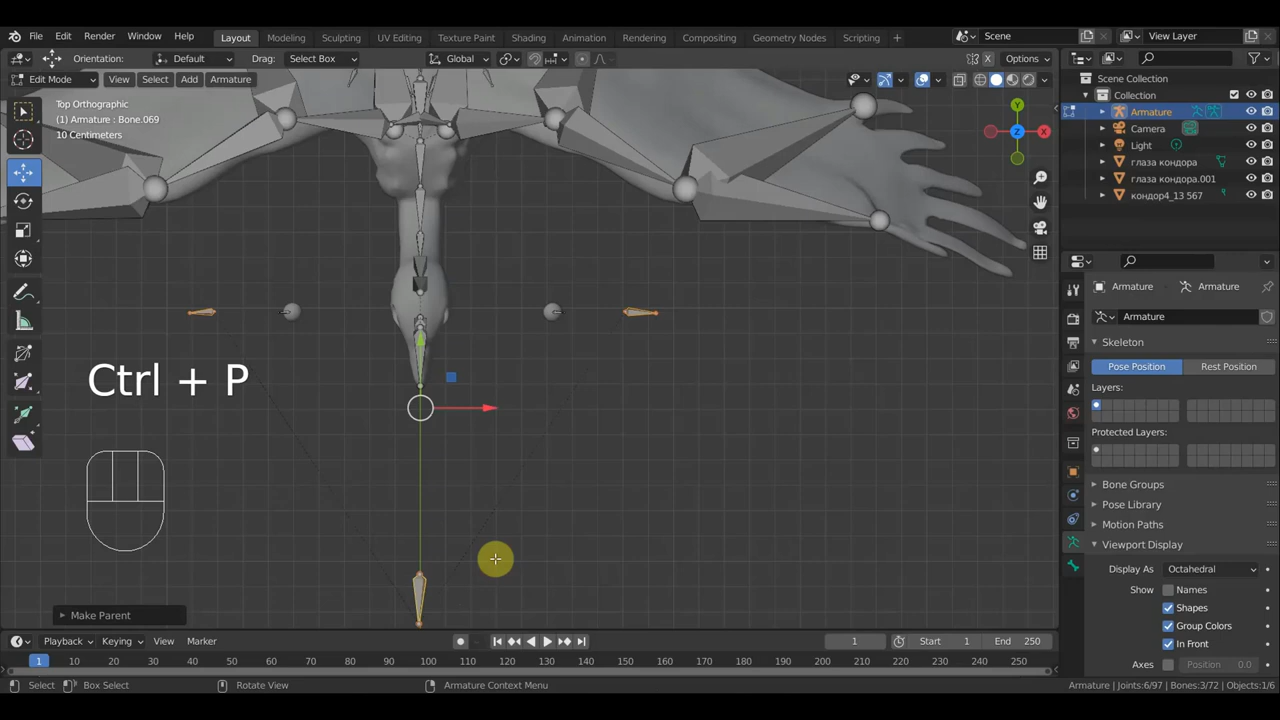 File Edit Render Window Help Layout Modeling Sculpting UV Editing Texture Paint Shading Animation Rendering Compositing Geometry Nodes Scripting + Scene View Layer
Orientation: Default Drag: Select Box Global Options
Edit Mode View Select Add Armature
Top Orthographic
(1) Armature : Bone.069
10 Centimeters
Y
Z X
Ctrl + P
Make Parent
Scene Collection
Collection
Armature
Camera
Light
глаза кондора
глаза кондора.001
кондор4_13 567
Armature Armature
Armature
Skeleton
Pose Position Rest Position
Layers:
Protected Layers:
Bone Groups
Pose Library
Motion Paths
Viewport Display
Display As Octahedral
Show Names
Shapes
Group Colors
In Front
Axes Position 0.0
Playback Keying View Marker 1 Start 1 End 250
1 10 20 30 40 50 60 70 80 90 100 110 120 130 140 150 160 170 180 190 200 210 220 230 240 250
Select Box Select Rotate View Armature Context Menu Armature | Joints:6/97 | Bones:3/72 | Objects:1/6